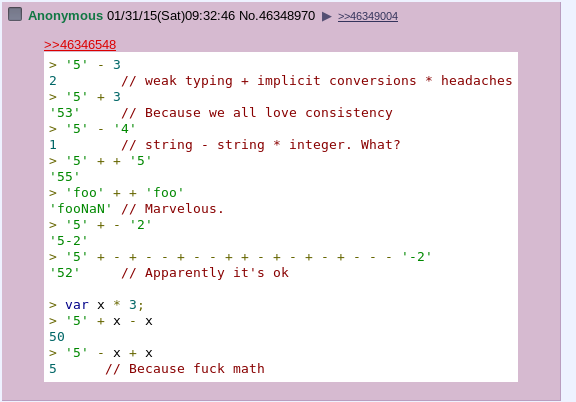 Anonymous 01/31/15(Sat)09:32:46 No.46348970 ▶ >>46349004
>>46346548
> '5' - 3
2 // weak typing + implicit conversions * headaches
> '5' + 3
'53' // Because we all love consistency
> '5' - '4'
1 // string - string * integer. What?
> '5' + + '5'
'55'
> 'foo' + + 'foo'
'fooNaN' // Marvelous.
> '5' + - '2'
'5-2'
> '5' + - + - - + - - + + - + - + - + - - - '-2'
'52' // Apparently it's ok
> var x * 3;
> '5' + x - x
50
> '5' - x + x
5 // Because fuck math